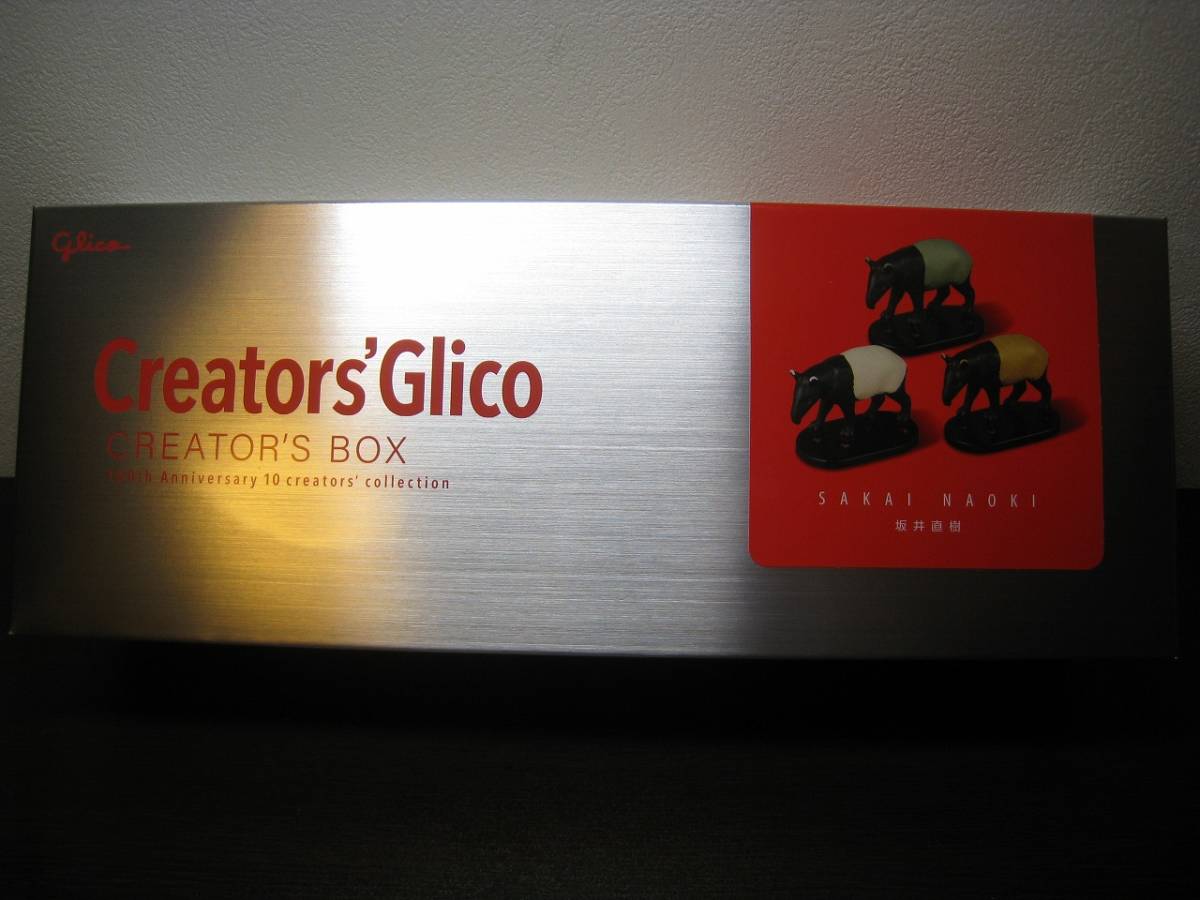 Glico
Creators'Glico
CREATOR'S BOX
Anniversary 10 creators' collection
SAKAI NAOKI
坂井直樹